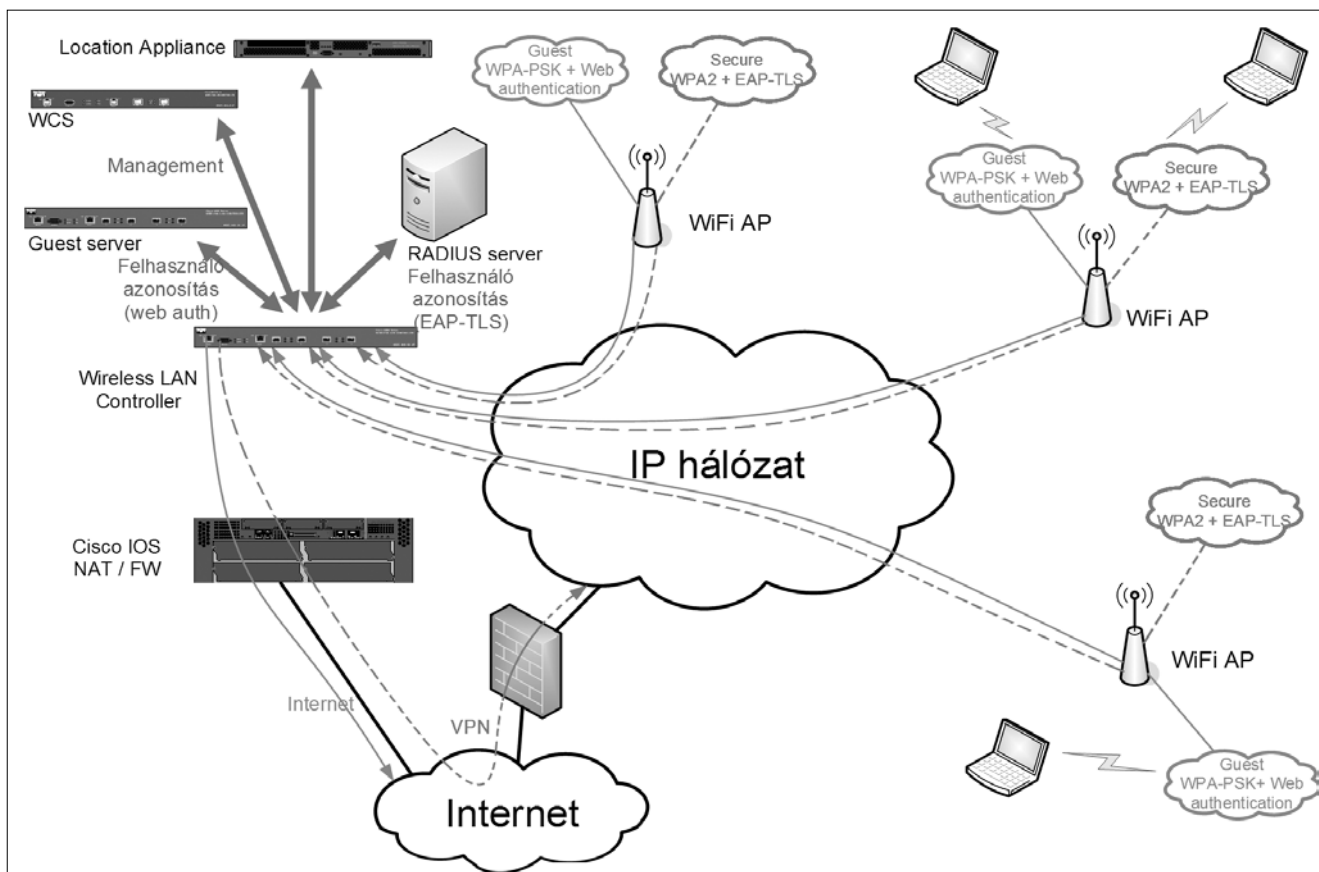 Location Appliance
WCS
Management
Guest server
Felhasználó
azonosítás
(web auth)
RADIUS server
Felhasználó
azonosítás
(EAP-TLS)
Wireless LAN
Controller
Guest
WPA-PSK + Web
authentication
Secure
WPA2 + EAP-TLS
WiFi AP
Guest
WPA-PSK + Web
authentication
Secure
WPA2 + EAP-TLS
WiFi AP
IP hálózat
Cisco IOS
NAT / FW
Internet
VPN
Internet
Secure
WPA2 + EAP-TLS
WiFi AP
Guest
WPA-PSK+ Web
authentication